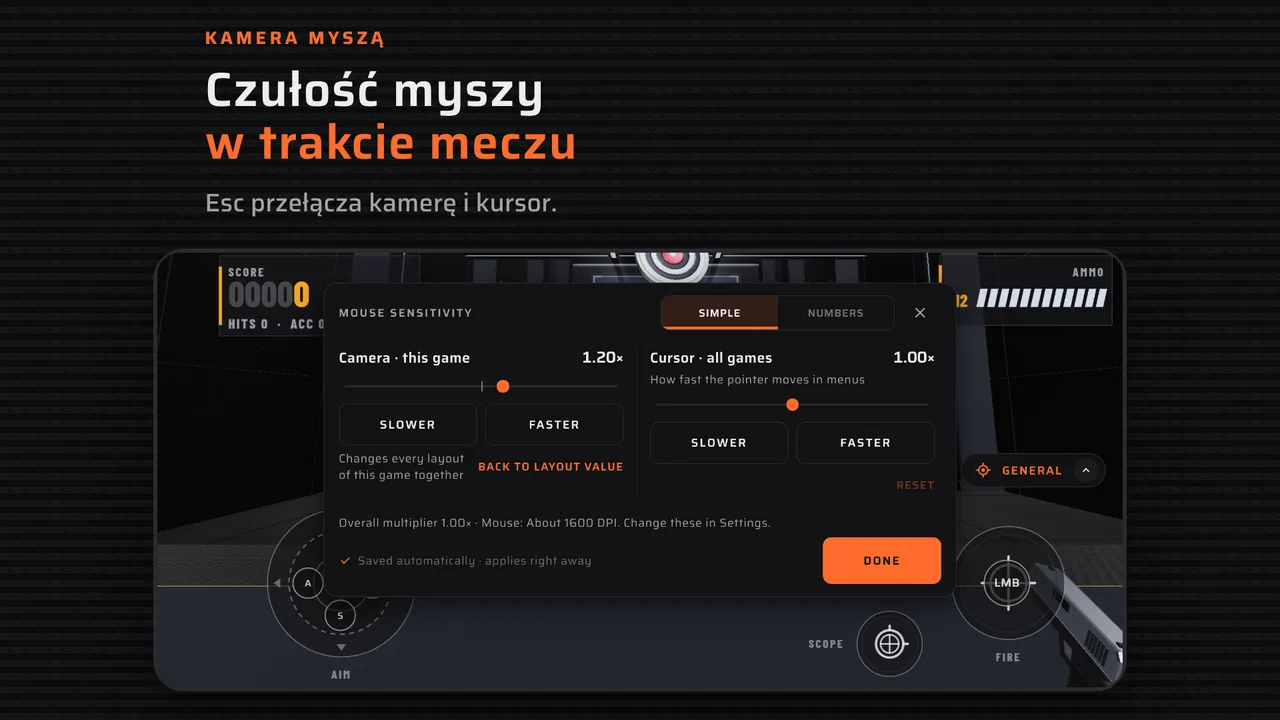 KAMERA MYSZĄ
Czułość myszy
w trakcie meczu
Esc przełącza kamerę i kursor.
SCORE
00000
HITS 0 · ACC 0
AMMO
12
MOUSE SENSITIVITY
SIMPLE
NUMBERS
Camera · this game
1.20×
SLOWER
FASTER
Changes every layout
of this game together
BACK TO LAYOUT VALUE
Cursor · all games
1.00×
How fast the pointer moves in menus
SLOWER
FASTER
RESET
Overall multiplier 1.00× · Mouse: About 1600 DPI. Change these in Settings.
Saved automatically · applies right away
DONE
GENERAL
A
S
AIM
SCOPE
LMB
FIRE